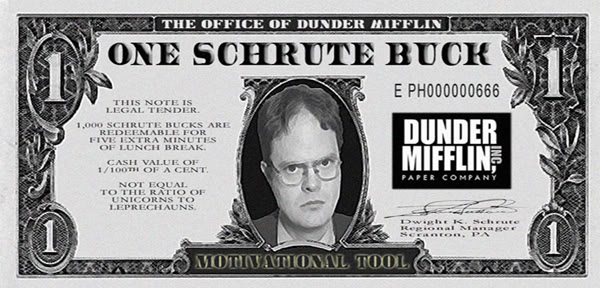 THE OFFICE OF DUNDER MIFFLIN
ONE SCHRUTE BUCK
1
1
E PH000000666
THIS NOTE IS
LEGAL TENDER.
1,000 SCHRUTE BUCKS ARE
REDEEMABLE FOR
FIVE EXTRA MINUTES
OF LUNCH BREAK.
CASH VALUE OF
1/100TH OF A CENT.
NOT EQUAL
TO THE RATIO OF
UNICORNS TO
LEPRECHAUNS.
DUNDER
MIFFLIN, INC
PAPER COMPANY
Dwight K. Schrute
Regional Manager
Scranton, PA
1
1
MOTIVATIONAL TOOL